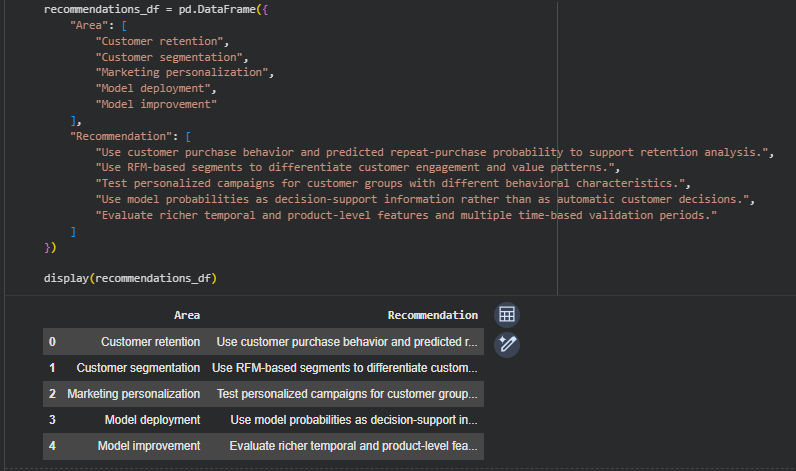 recommendations_df = pd.DataFrame({
    "Area": [
        "Customer retention",
        "Customer segmentation",
        "Marketing personalization",
        "Model deployment",
        "Model improvement"
    ],
    "Recommendation": [
        "Use customer purchase behavior and predicted repeat-purchase probability to support retention analysis.",
        "Use RFM-based segments to differentiate customer engagement and value patterns.",
        "Test personalized campaigns for customer groups with different behavioral characteristics.",
        "Use model probabilities as decision-support information rather than as automatic customer decisions.",
        "Evaluate richer temporal and product-level features and multiple time-based validation periods."
    ]
})
display(recommendations_df)
Area Recommendation
0 Customer retention Use customer purchase behavior and predicted r...
1 Customer segmentation Use RFM-based segments to differentiate custom...
2 Marketing personalization Test personalized campaigns for customer group...
3 Model deployment Use model probabilities as decision-support in...
4 Model improvement Evaluate richer temporal and product-level fea...